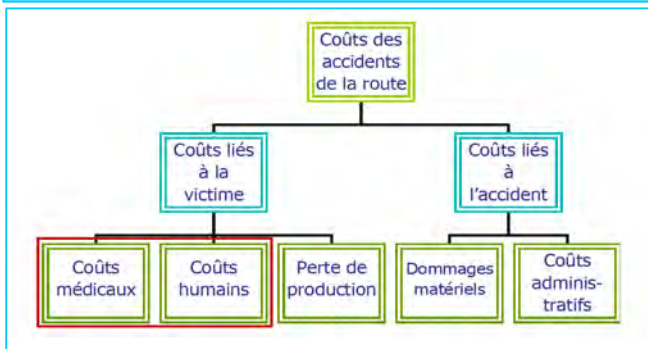 Coûts des
accidents
de la route
Coûts liés
à la
victime
Coûts liés
à
l'accident
Coûts
médicaux
Coûts
humains
Perte de
production
Dommages
matériels
Coûts
adminis-
tratifs